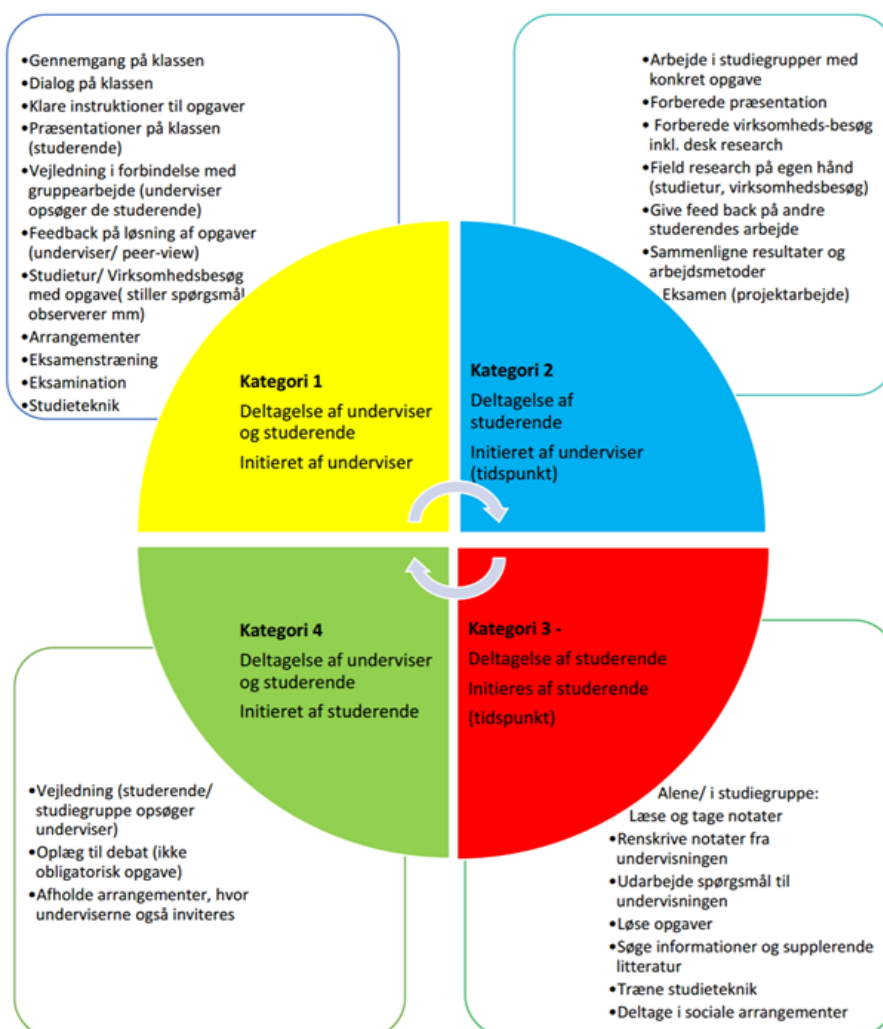 •Gennemgang på klassen
•Dialog på klassen
•Klare instruktioner til opgaver
•Præsentationer på klassen
(studerende)
•Vejledning i forbindelse med
gruppearbejde (underviser
opsøger de studerende)
•Feedback på løsning af opgaver
(underviser/ peer-view)
•Studietur/ Virksomhedsbesøg
med opgave( stiller spørgsmål
observerer mm)
•Arrangementer
•Eksamenstræning
•Eksamination
•Studieteknik
•Arbejde i studiegrupper med
konkret opgave
•Forberede præsentation
• Forberede virksomheds-besøg
inkl. desk research
•Field research på egen hånd
(studietur, virksomhedsbesøg)
•Give feed back på andre
studerendes arbejde
•Sammenligne resultater og
arbejdsmetoder
Eksamen (projektarbejde)
Kategori 1
Deltagelse af underviser
og studerende
Initieret af underviser
Kategori 2
Deltagelse af
studerende
Initieret af underviser
(tidspunkt)
Kategori 4
Deltagelse af underviser
og studerende
Initieret af studerende
Kategori 3 -
Deltagelse af studerende
Initieres af studerende
(tidspunkt)
•Vejledning (studerende/
studiegruppe opsøger
underviser)
•Oplæg til debat (ikke
obligatorisk opgave)
•Afholde arrangementer, hvor
underviserne også inviteres
Alene/ i studiegruppe:
Læse og tage notater
•Renskrive notater fra
undervisningen
•Udarbejde spørgsmål til
undervisningen
•Løse opgaver
•Søge informationer og supplerende
litteratur
•Træne studieteknik
•Deltage i sociale arrangementer